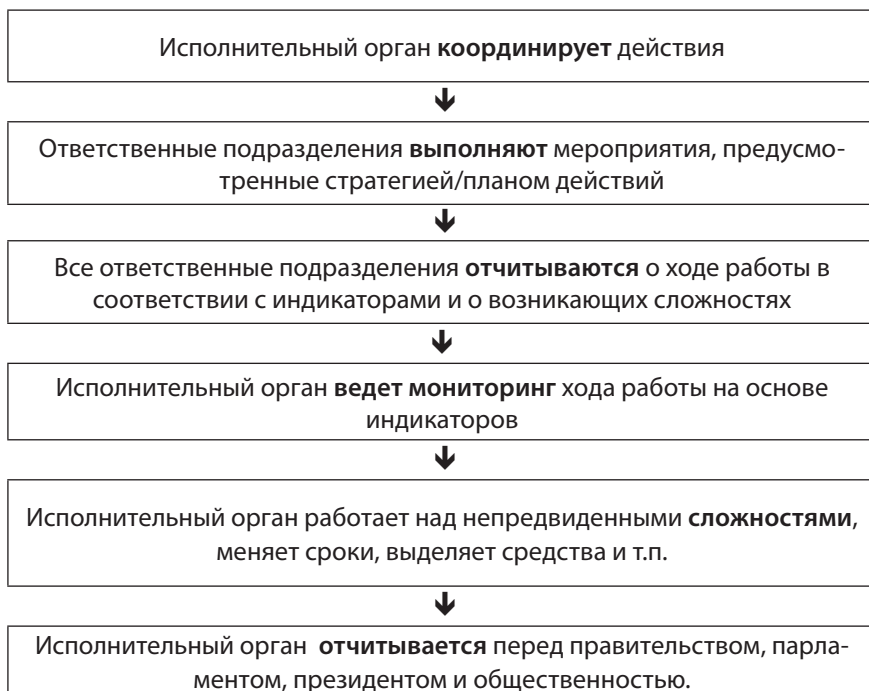 Исполнительный орган координирует действия
Ответственные подразделения выполняют мероприятия, предусмо-
тренные стратегией/планом действий
Все ответственные подразделения отчитываются о ходе работы в
соответствии с индикаторами и о возникающих сложностях
Исполнительный орган ведет мониторинг хода работы на основе
индикаторов
Исполнительный орган работает над непредвиденными сложностями,
меняет сроки, выделяет средства и т.п.
Исполнительный орган отчитывается перед правительством, парла-
ментом, президентом и общественностью.